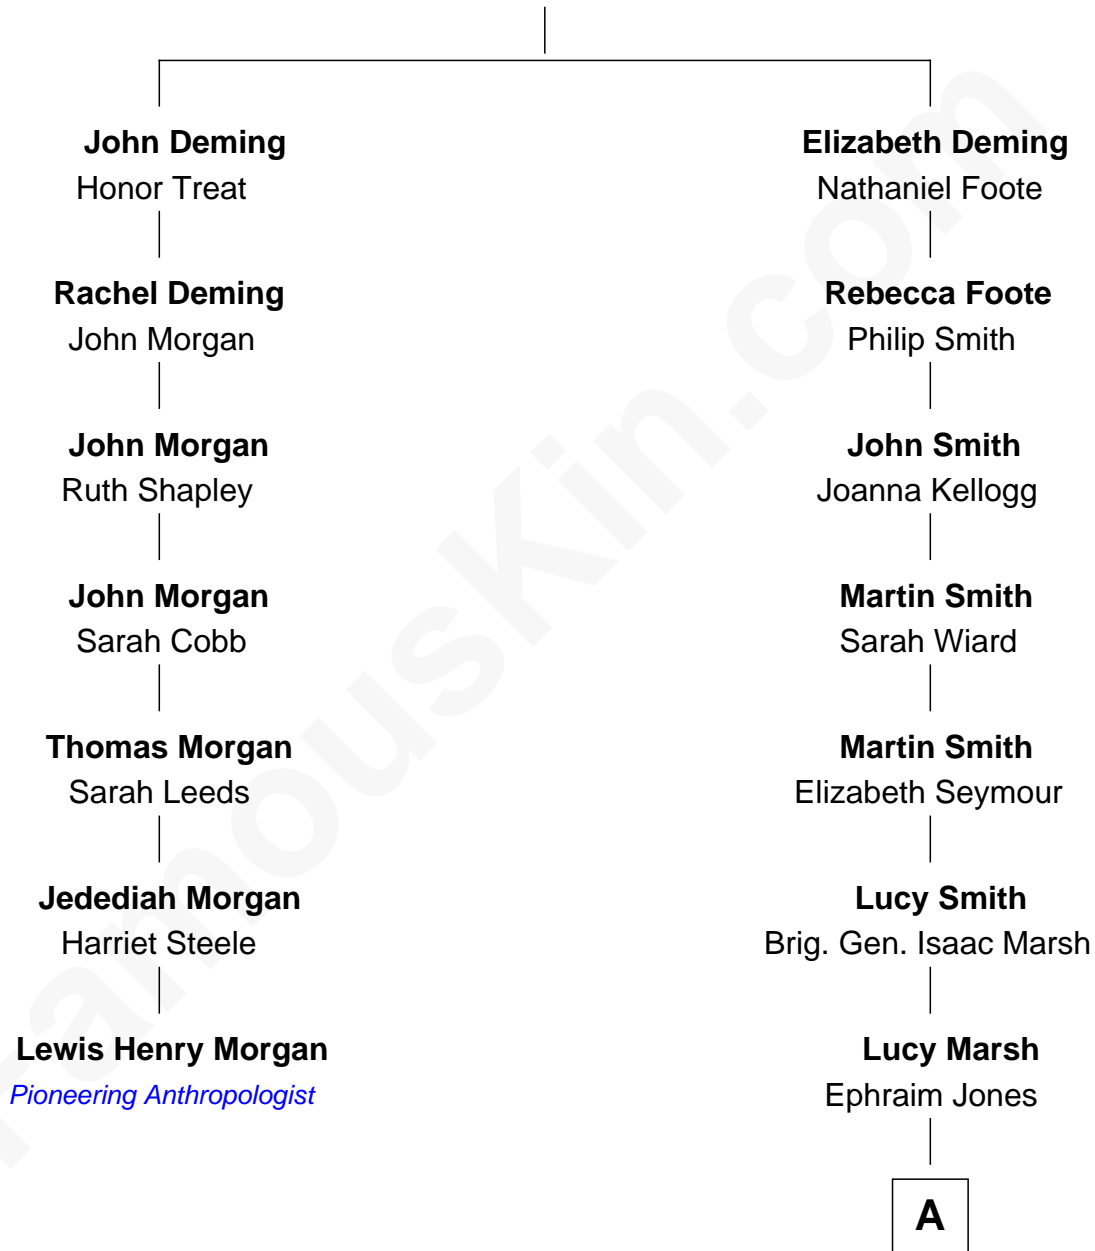 John Deming
Honor Treat
Rachel Deming
John Morgan
John Morgan
Ruth Shapley
John Morgan
Sarah Cobb
Thomas Morgan
Sarah Leeds
Jedediah Morgan
Harriet Steele
Lewis Henry Morgan
Pioneering Anthropologist
Elizabeth Deming
Nathaniel Foote
Rebecca Foote
Philip Smith
John Smith
Joanna Kellogg
Martin Smith
Sarah Wiard
Martin Smith
Elizabeth Seymour
Lucy Smith
Brig. Gen. Isaac Marsh
Lucy Marsh
Ephraim Jones
A
FamousKin.com